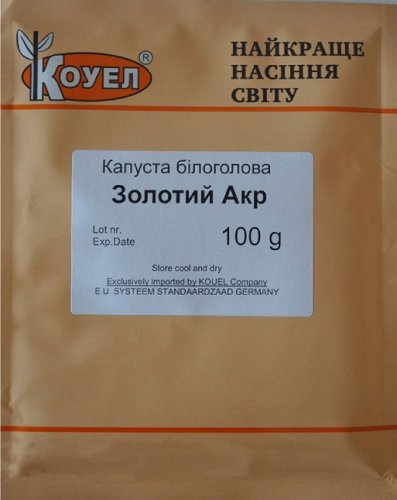 КОУЕЛ®
НАЙКРАЩЕ
НАСІННЯ
СВІТУ
Капуста білоголова
Золотий Акр
Lot nr.
Exp.Date
100 g
Store cool and dry
Exclusively imported by KOUEL Company
E.U. SYSTEEM STANDAARDZAAD GERMANY